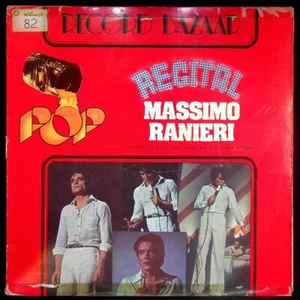 RECORD BAZAAR
82
POP
RECITAL
MASSIMO
RANIERI